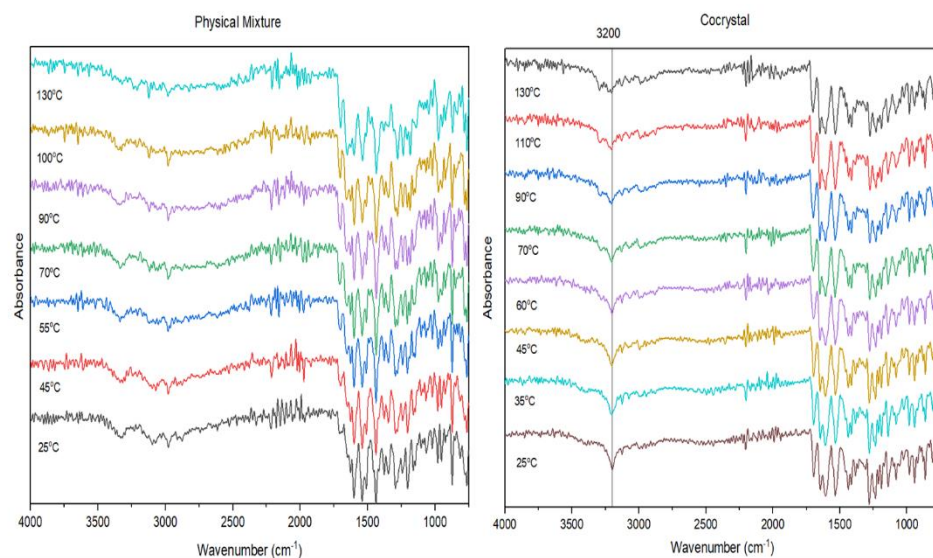 Physical Mixture
130°C
100°C
90°C
70°C
55°C
45°C
25°C
Absorbance
4000 3500 3000 2500 2000 1500 1000
Wavenumber (cm⁻¹)
Cocrystal
3200
130°C
110°C
90°C
70°C
60°C
45°C
35°C
25°C
Absorbance
4000 3500 3000 2500 2000 1500 1000
Wavenumber (cm⁻¹)